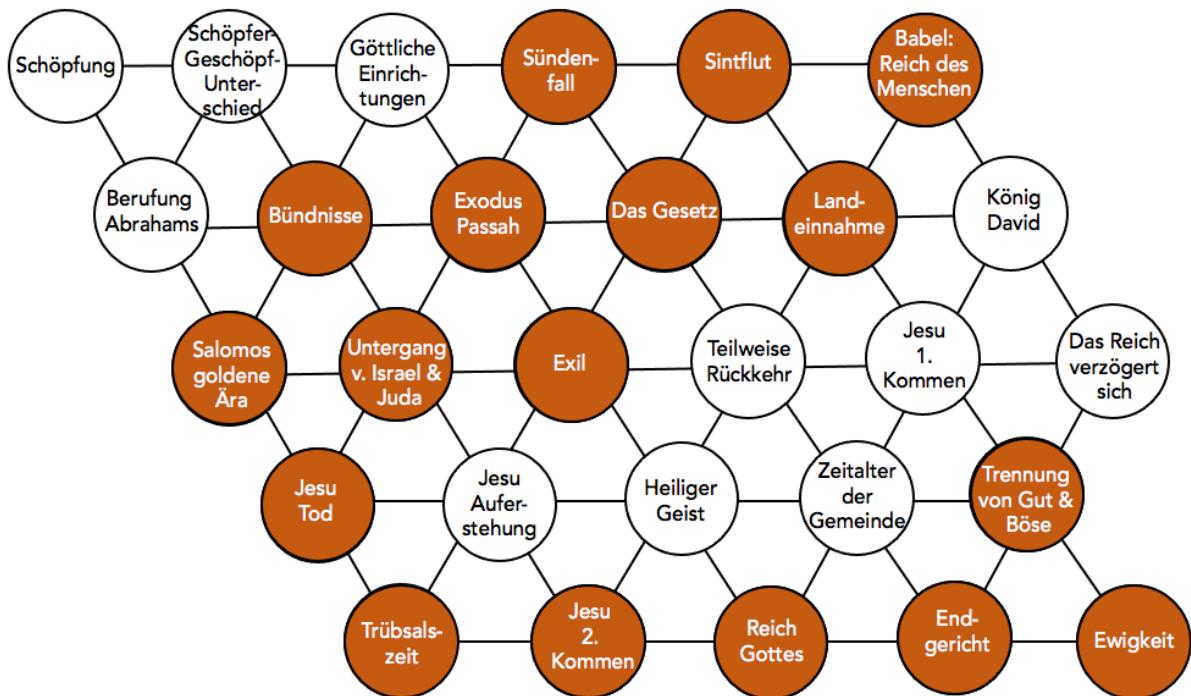 Schöpfung
Schöpfer-
Geschöpf-
Unter-
schied
Göttliche
Einrich-
tungen
Sünden-
fall
Sintflut
Babel:
Reich des
Menschen
Berufung
Abrahams
Bündnisse
Exodus
Passah
Das Gesetz
Land-
einnahme
König
David
Salomos
goldene
Ära
Untergang
v. Israel &
Juda
Exil
Teilweise
Rückkehr
Jesu
1.
Kommen
Das Reich
verzögert
sich
Jesu
Tod
Jesu
Aufer-
stehung
Heiliger
Geist
Zeitalter
der
Gemeinde
Trennung
von Gut &
Böse
Trübsals-
zeit
Jesu
2.
Kommen
Reich
Gottes
End-
gericht
Ewigkeit